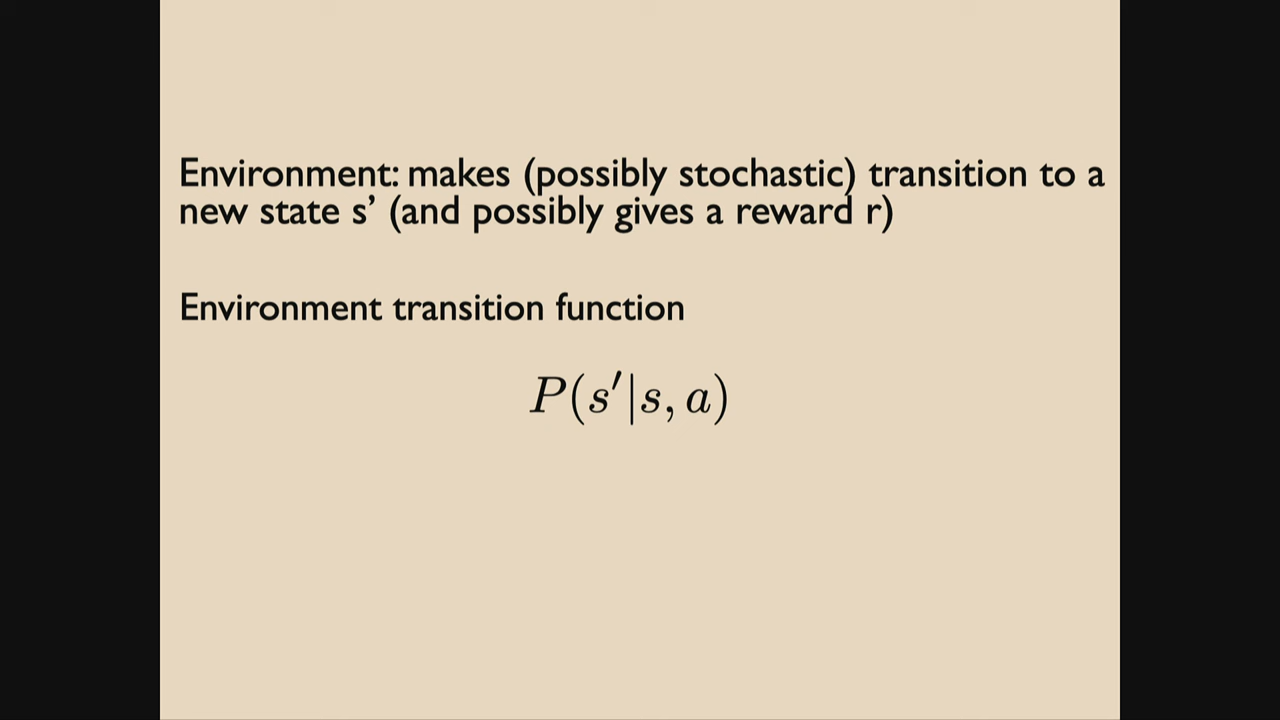 Environment: makes (possibly stochastic) transition to a
new state s’ (and possibly gives a reward r)
Environment transition function
P(s′|s, a)